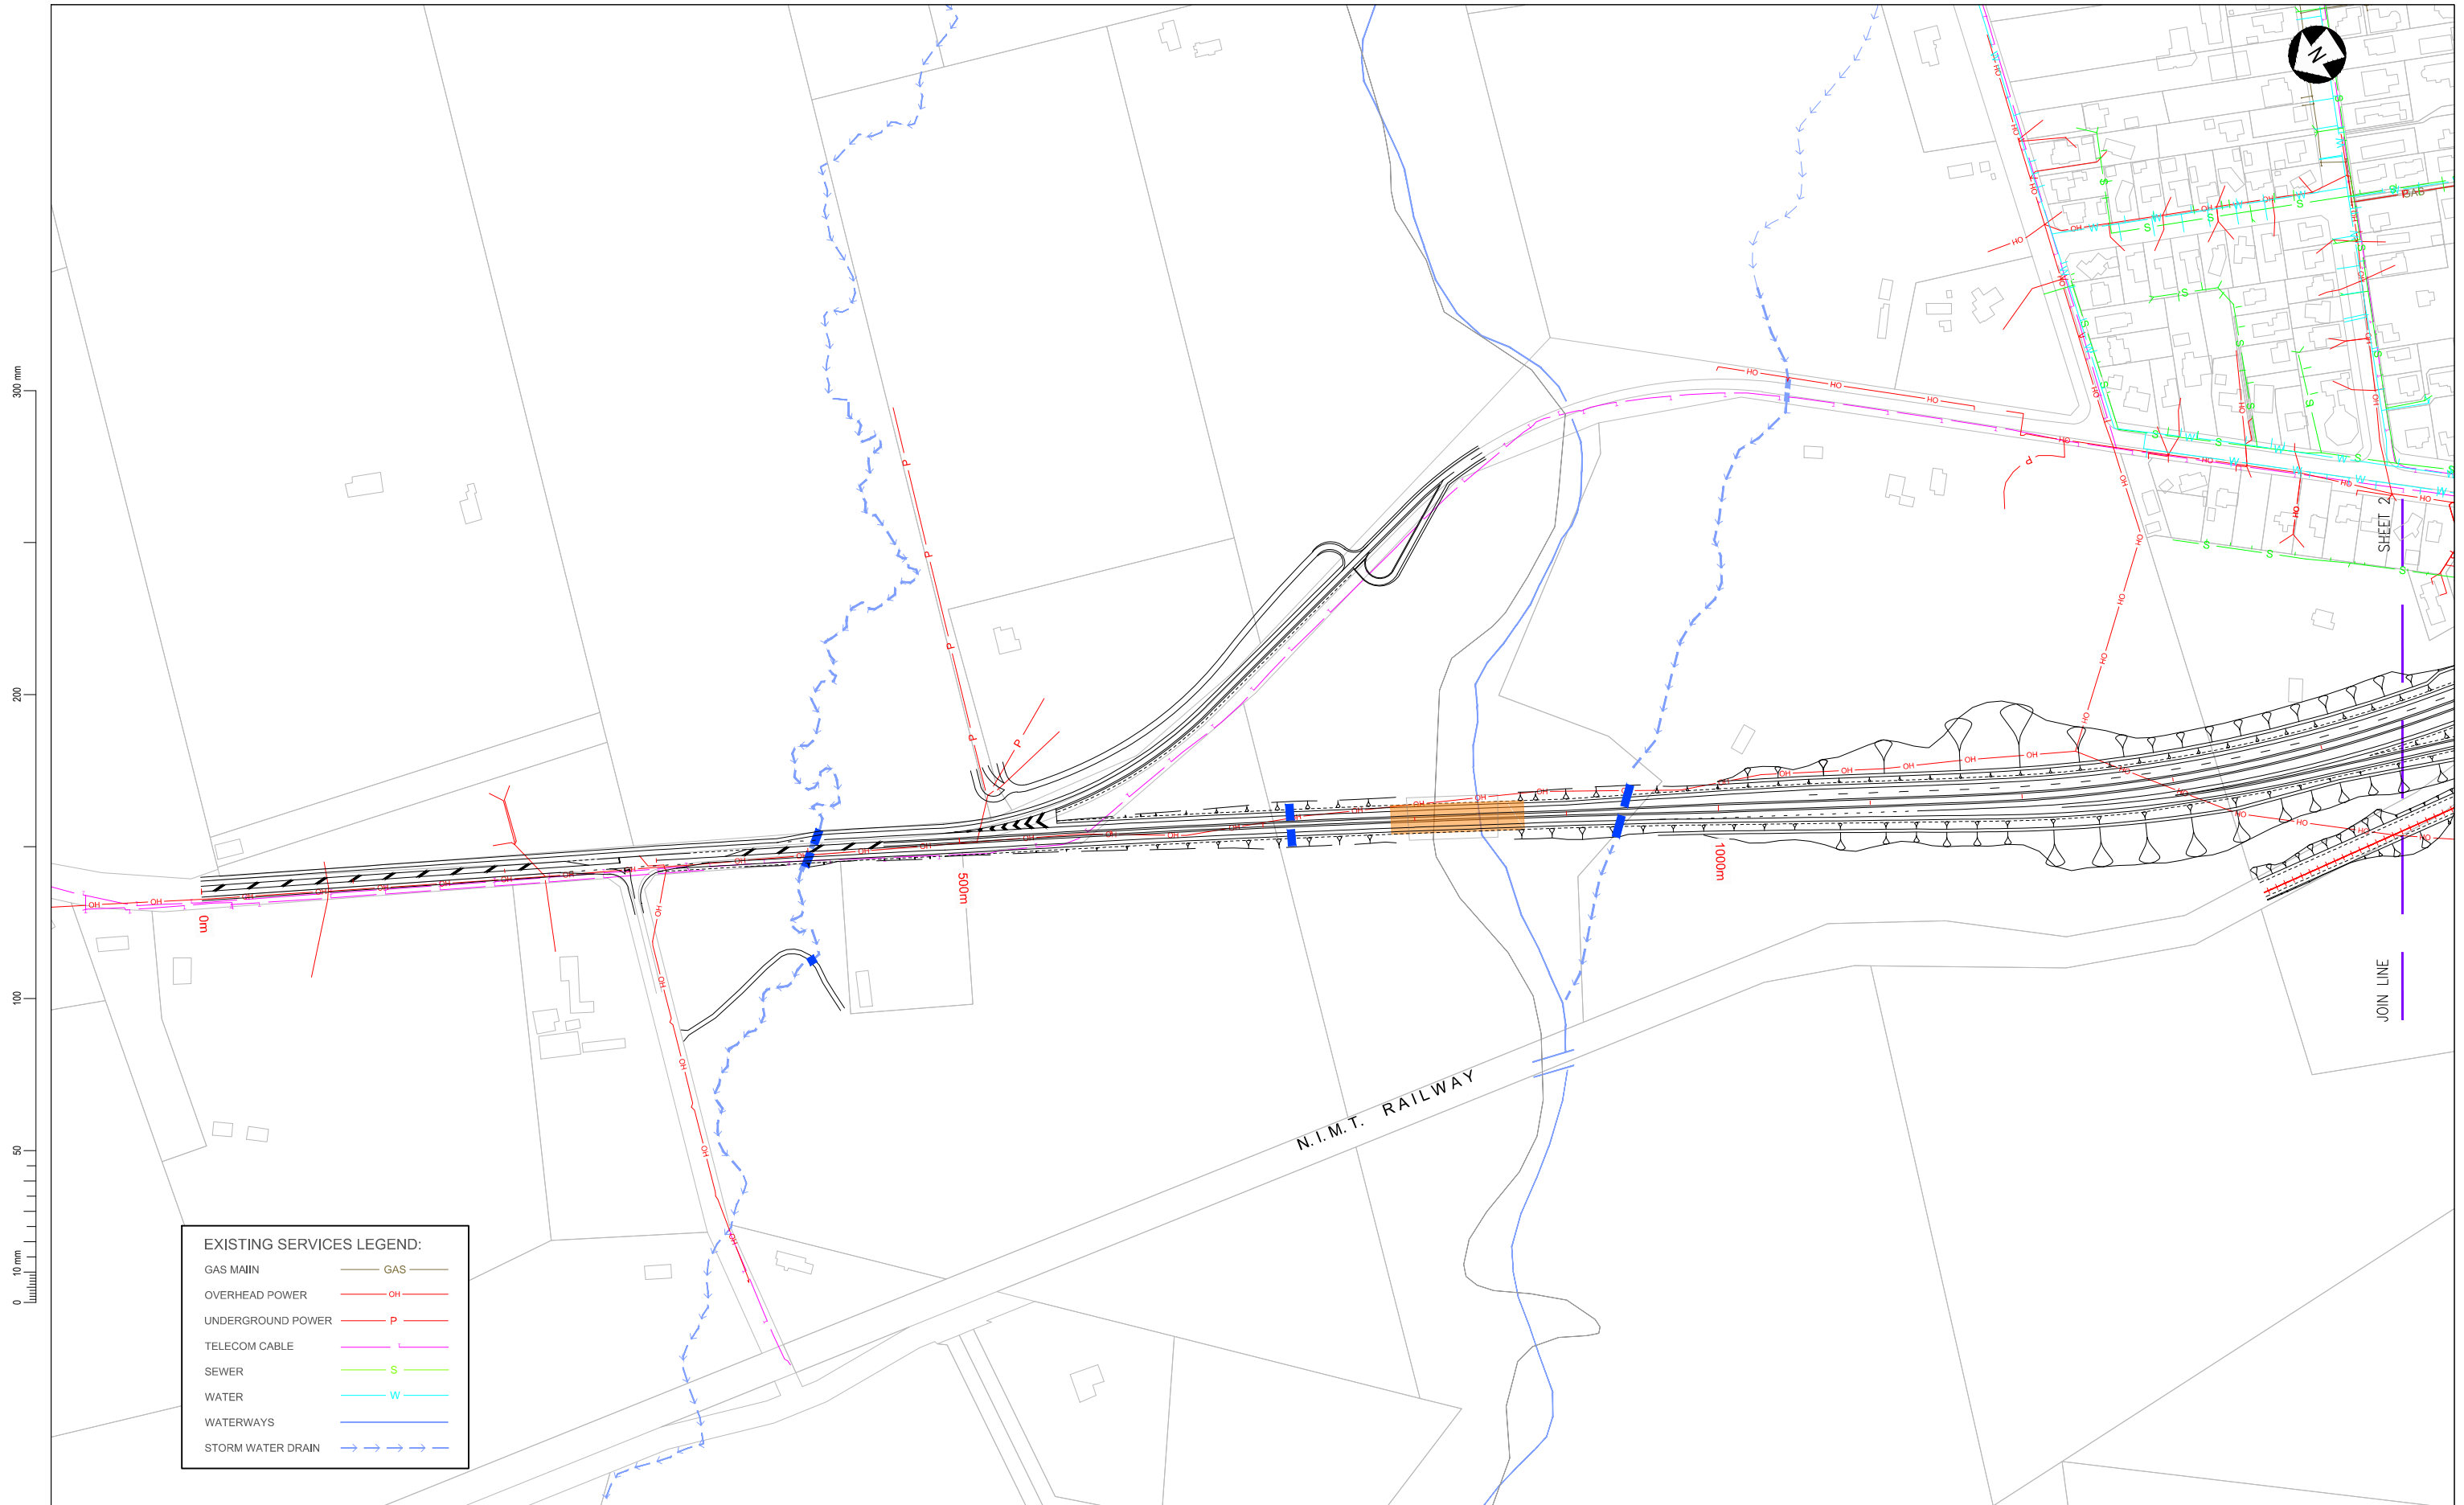 N
GAS
SHEET 2
JOIN LINE
0m
500m
1000m
N.I.M.T. RAILWAY
300 mm
200
100
50
10 mm
0
EXISTING SERVICES LEGEND:
GAS MAIIN GAS
OVERHEAD POWER OH
UNDERGROUND POWER P
TELECOM CABLE
SEWER S
WATER W
WATERWAYS
STORM WATER DRAIN